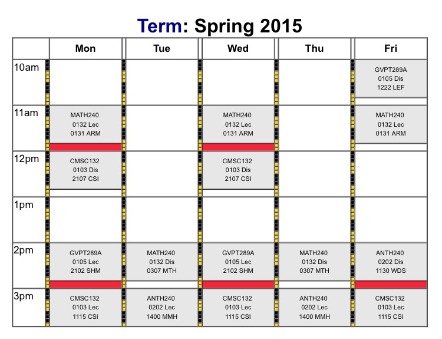 Term: Spring 2015
Mon Tue Wed Thu Fri
10am
GVPT289A
0105 Dis
1222 LEF
11am
MATH240 MATH240 MATH240
0132 Lec 0132 Lec 0132 Lec
0131 ARM 0131 ARM 0131 ARM
12pm
CMSC132 CMSC132
0103 Dis 0103 Dis
2107 CSI 2107 CSI
1pm
2pm
GVPT289A MATH240 GVPT289A MATH240 ANTH240
0105 Lec 0132 Dis 0105 Lec 0132 Dis 0202 Dis
2102 SHM 0307 MTH 2102 SHM 0307 MTH 1130 WDS
3pm
CMSC132 ANTH240 CMSC132 ANTH240 CMSC132
0103 Lec 0202 Lec 0103 Lec 0202 Lec 0103 Lec
1115 CSI 1400 MMH 1115 CSI 1400 MMH 1115 CSI